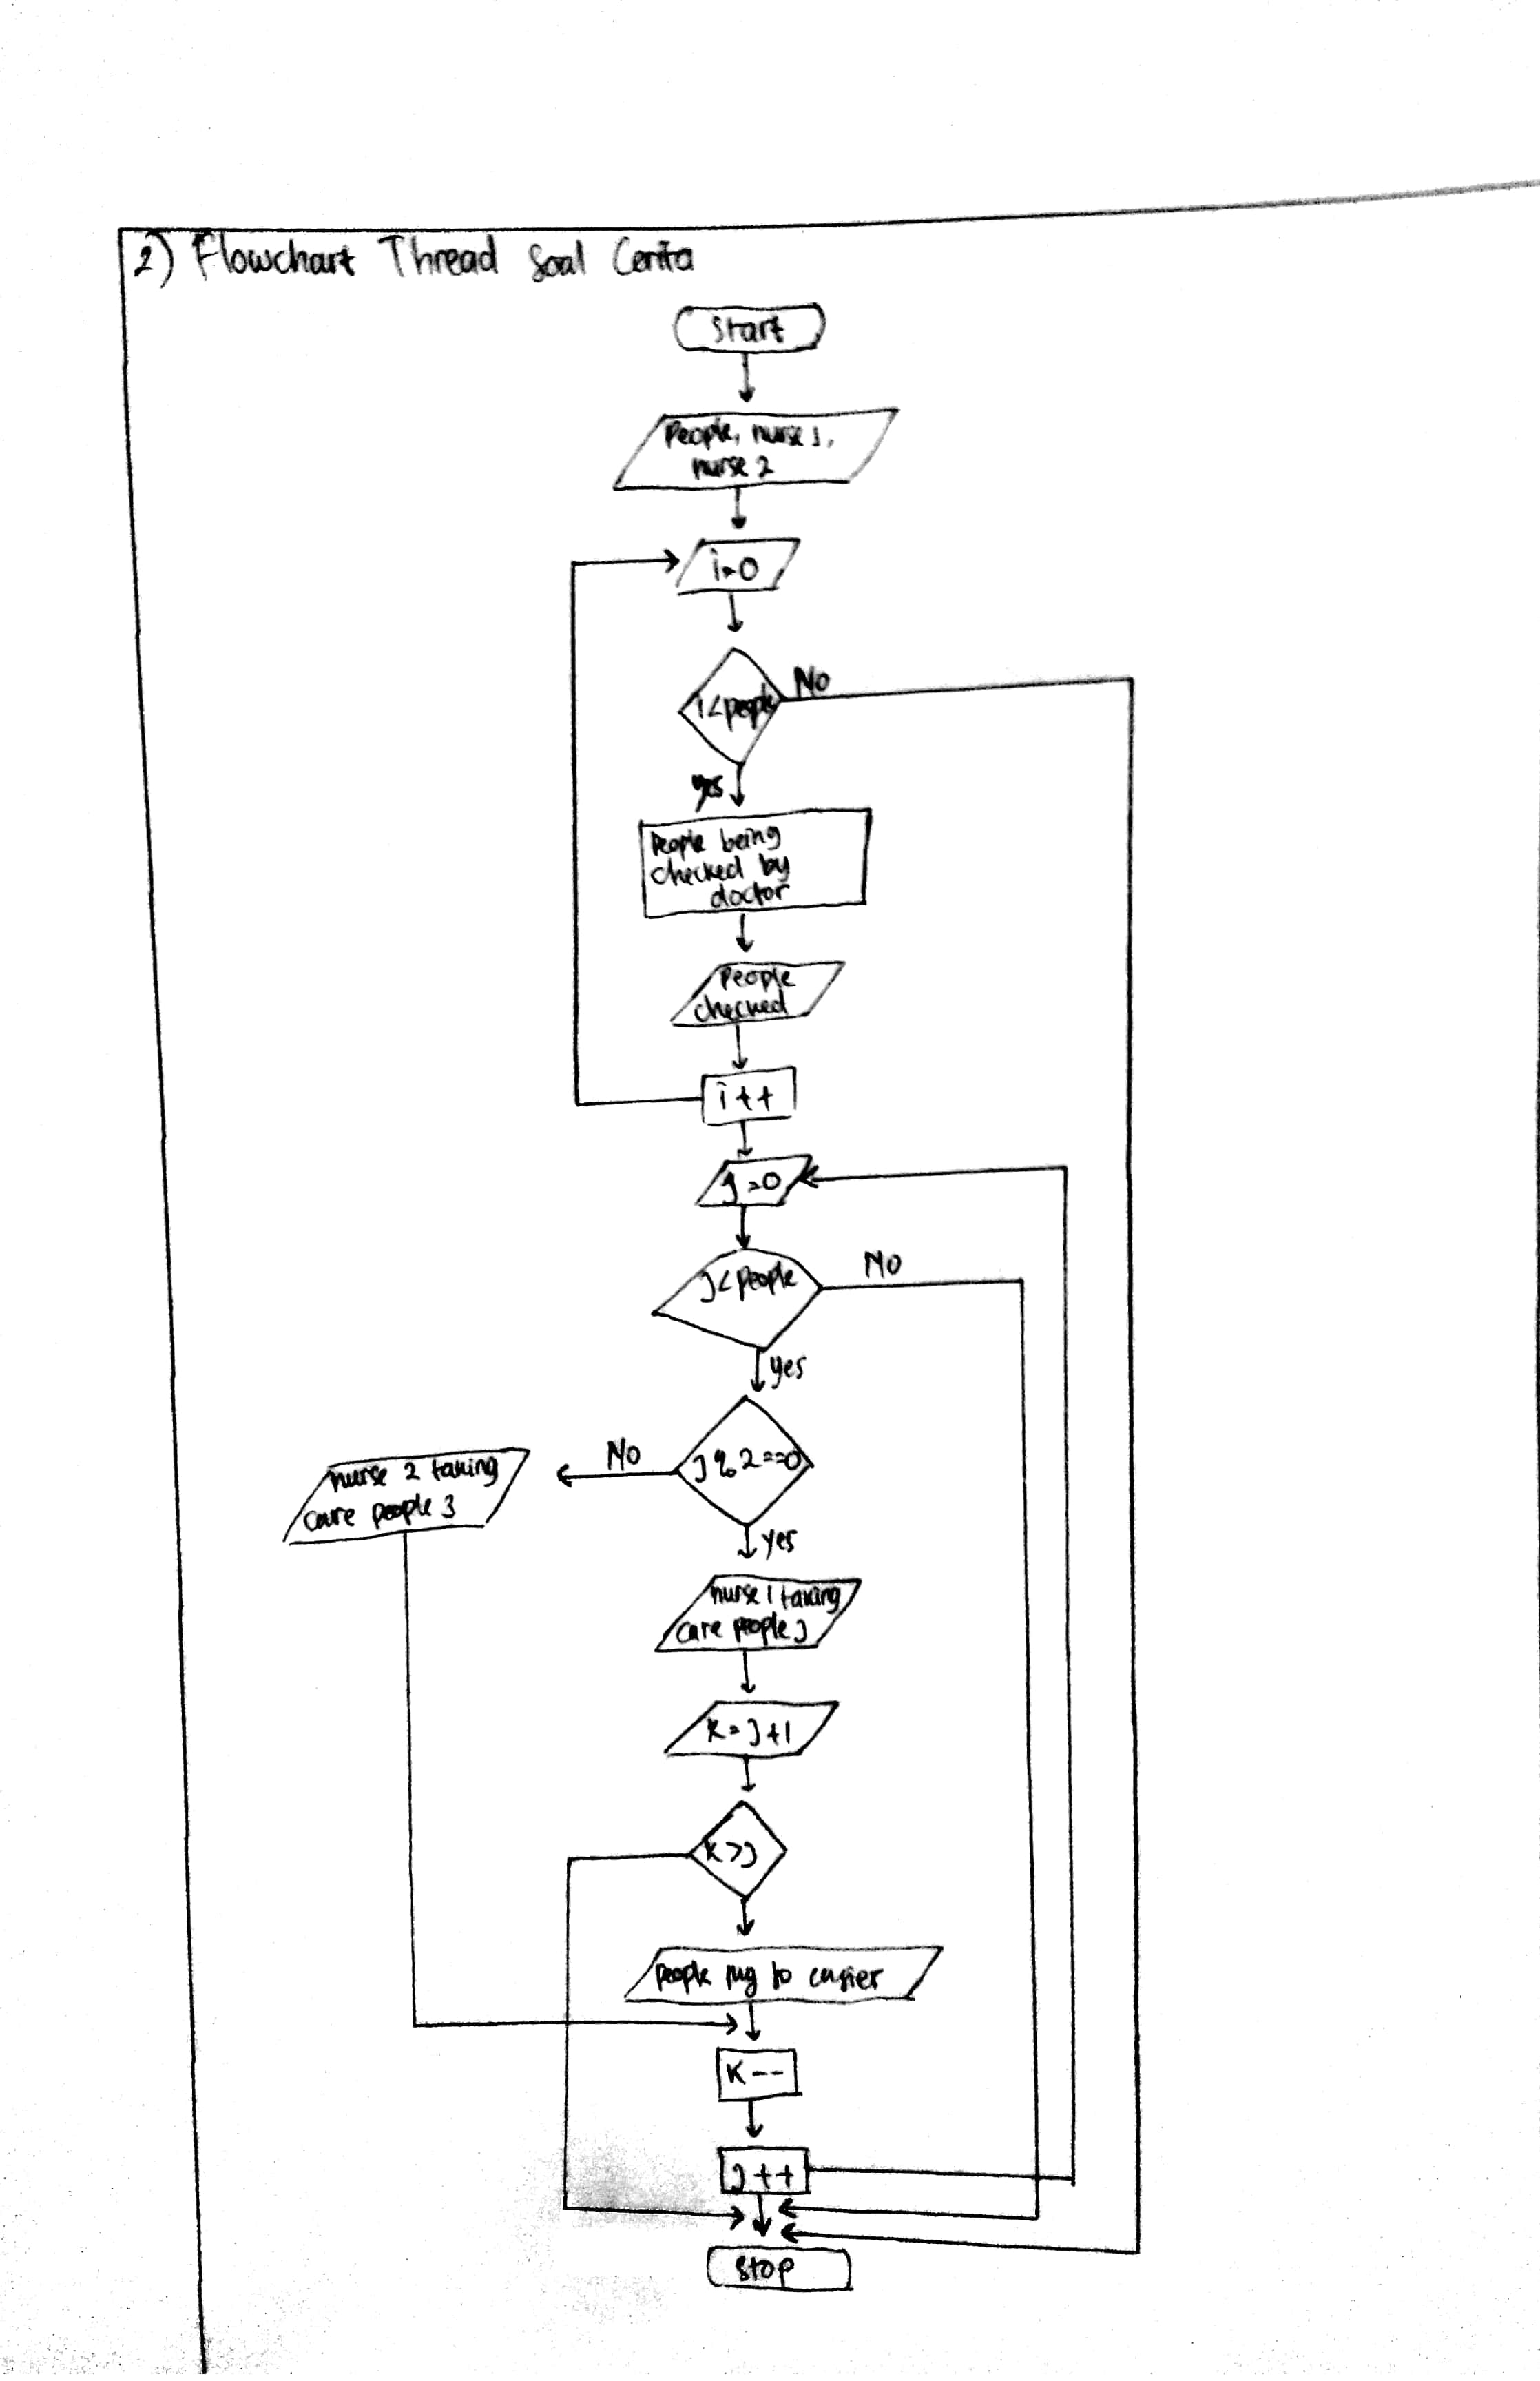 2) Flowchart Thread Soal Cerita
Start
People, nurse 1,
nurse 2
i=0
No
i<people
yes
People being
checked by
doctor
People
checked
i++
j=0
No
j<people
yes
No
j%2==0
nurse 2 taking
care people j
yes
nurse 1 taking
care people j
k=j+1
k>j
people to
k--
j++
stop